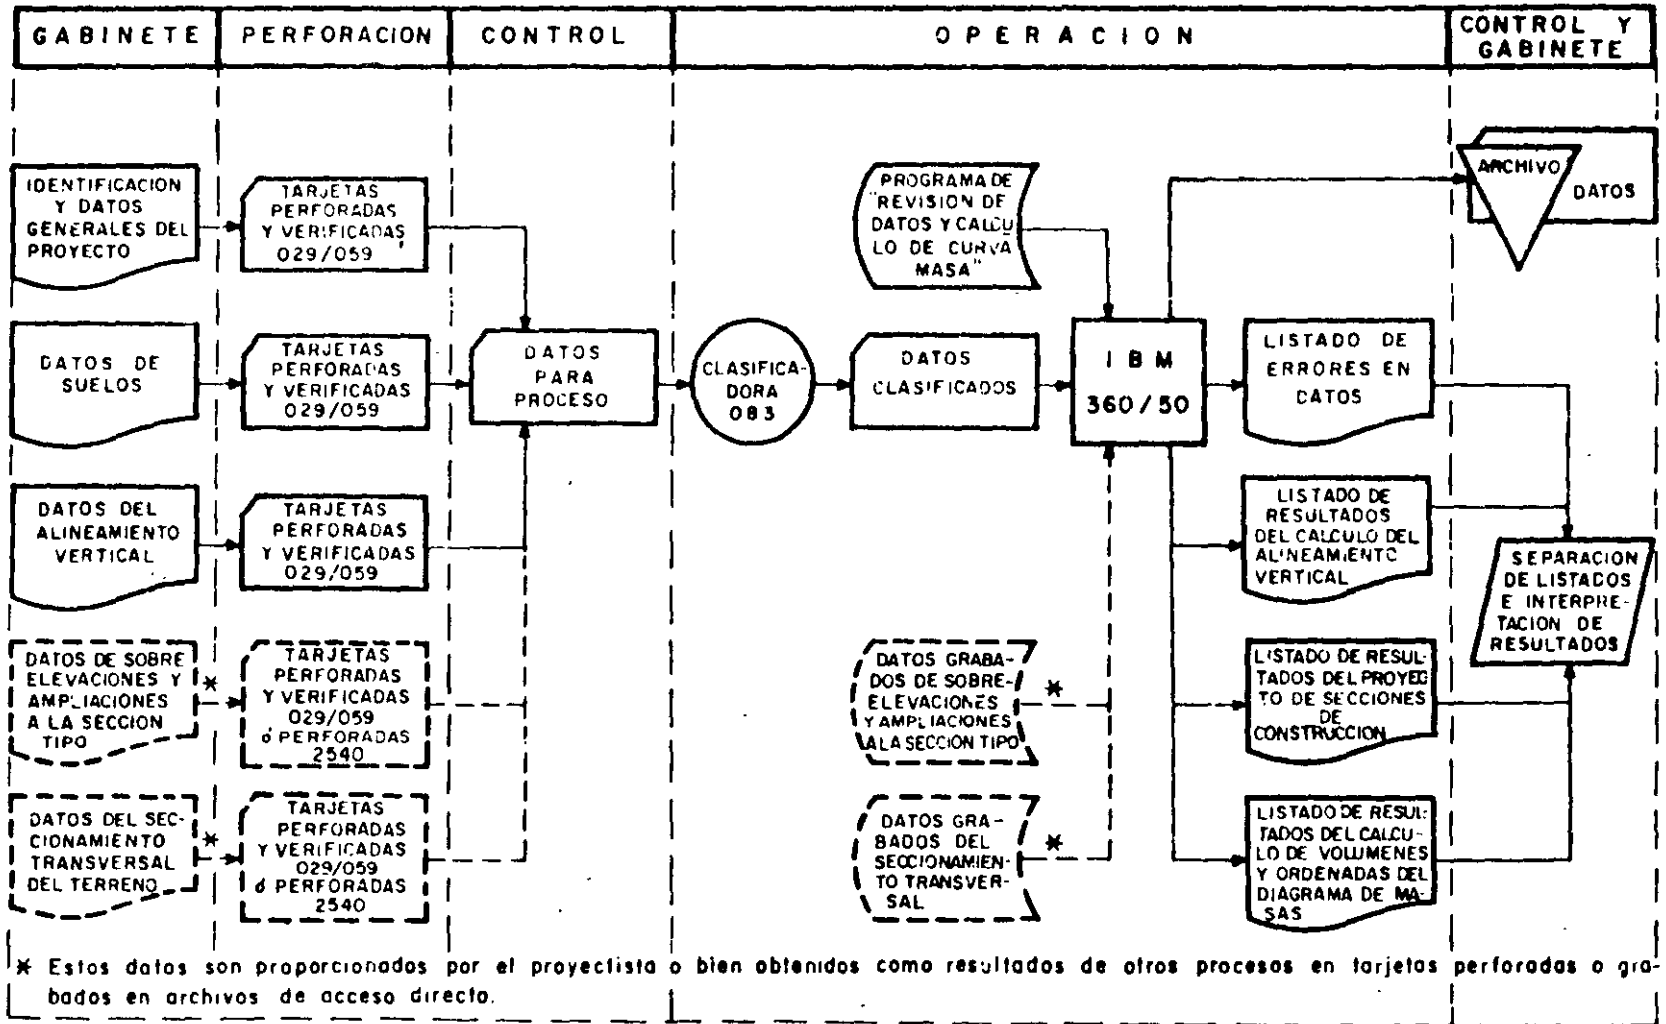 GABINETE
PERFORACION
CONTROL
OPERACION
CONTROL Y
GABINETE
IDENTIFICACION
Y DATOS
GENERALES DEL
PROYECTO
TARJETAS
PERFORADAS
Y VERIFICADAS
029/059
PROGRAMA DE
"REVISION DE
DATOS Y CALCU
LO DE CURVA
MASA"
ARCHIVO
DATOS
DATOS DE
SUELOS
TARJETAS
PERFORADAS
Y VERIFICADAS
029/059
DATOS
PARA
PROCESO
CLASIFICA-
DORA
083
DATOS
CLASIFICADOS
IBM
360/50
LISTADO DE
ERRORES EN
DATOS
DATOS DEL
ALINEAMIENTO
VERTICAL
TARJETAS
PERFORADAS
Y VERIFICADAS
029/059
LISTADO DE
RESULTADOS
DEL CALCULO DEL
ALINEAMIENTO
VERTICAL
SEPARACION
DE LISTADOS
E INTERPRE-
TACION DE
RESULTADOS
DATOS DE SOBRE
ELEVACIONES Y
AMPLIACIONES
A LA SECCION
TIPO
*
TARJETAS
PERFORADAS
Y VERIFICADAS
029/059
ó PERFORADAS
2540
DATOS GRABA-
DOS DE SOBRE-
ELEVACIONES
Y AMPLIACIONES
A LA SECCION TIPO
*
LISTADO DE RESUL-
TADOS DEL PROYEC
TO DE SECCIONES
DE
CONSTRUCCION
DATOS DEL SEC-
CIONAMIENTO
TRANSVERSAL
DEL TERRENO
*
TARJETAS
PERFORADAS
Y VERIFICADAS
029/059
ó PERFORADAS
2540
DATOS GRA-
BADOS DEL
SECCIONAMIEN-
TO TRANSVER-
SAL
*
LISTADO DE RESUL-
TADOS DEL CALCU-
LO DE VOLUMENES
Y ORDENADAS DEL
DIAGRAMA DE MA-
SAS
* Estos datos son proporcionados por el proyectista o bien obtenidos como resultados de otros procesos en tarjetas perforadas o gra-
bados en archivos de acceso directo.